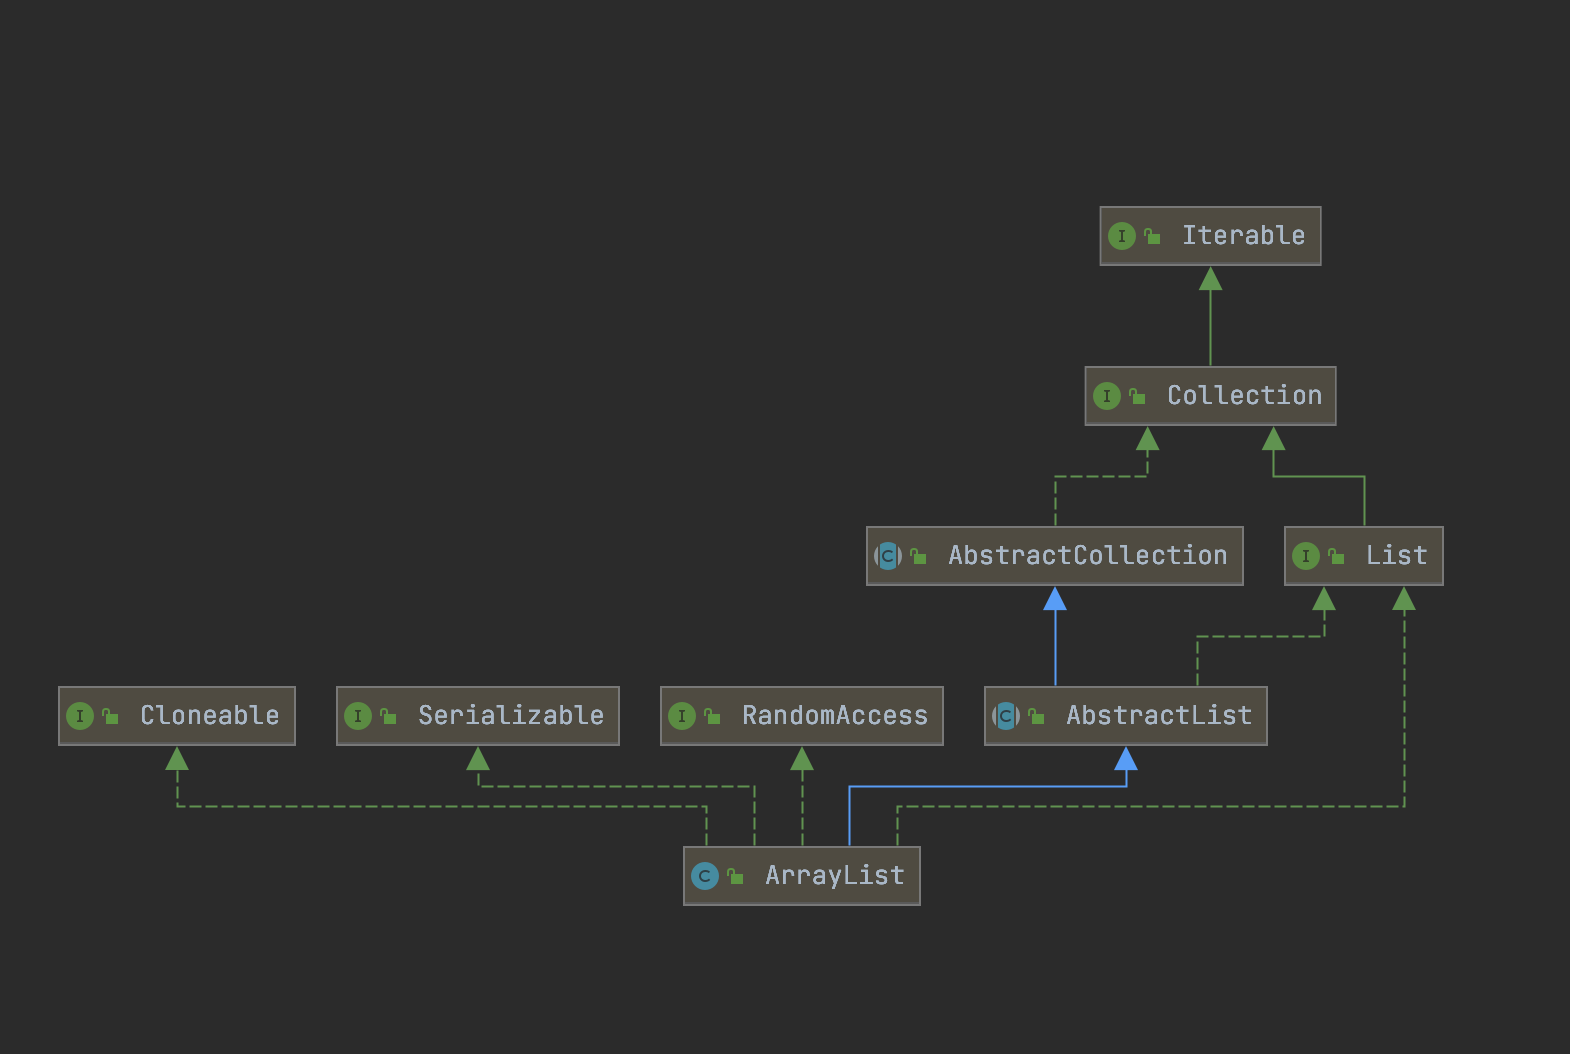 I Iterable
I Collection
C AbstractCollection
I List
I Cloneable
I Serializable
I RandomAccess
C AbstractList
C ArrayList